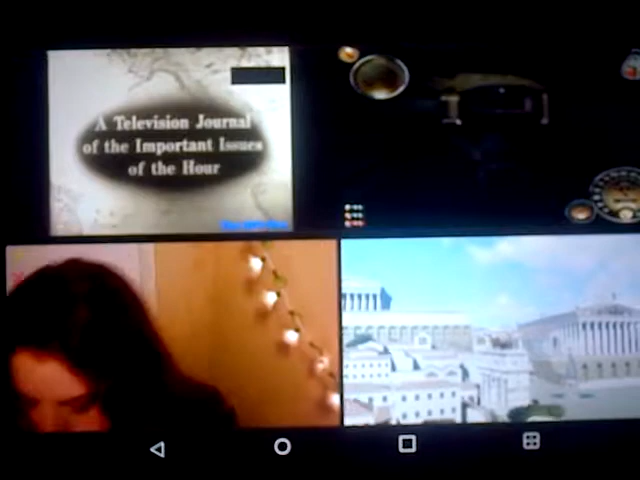 A Television Journal
of the Important Issues
of the Hour